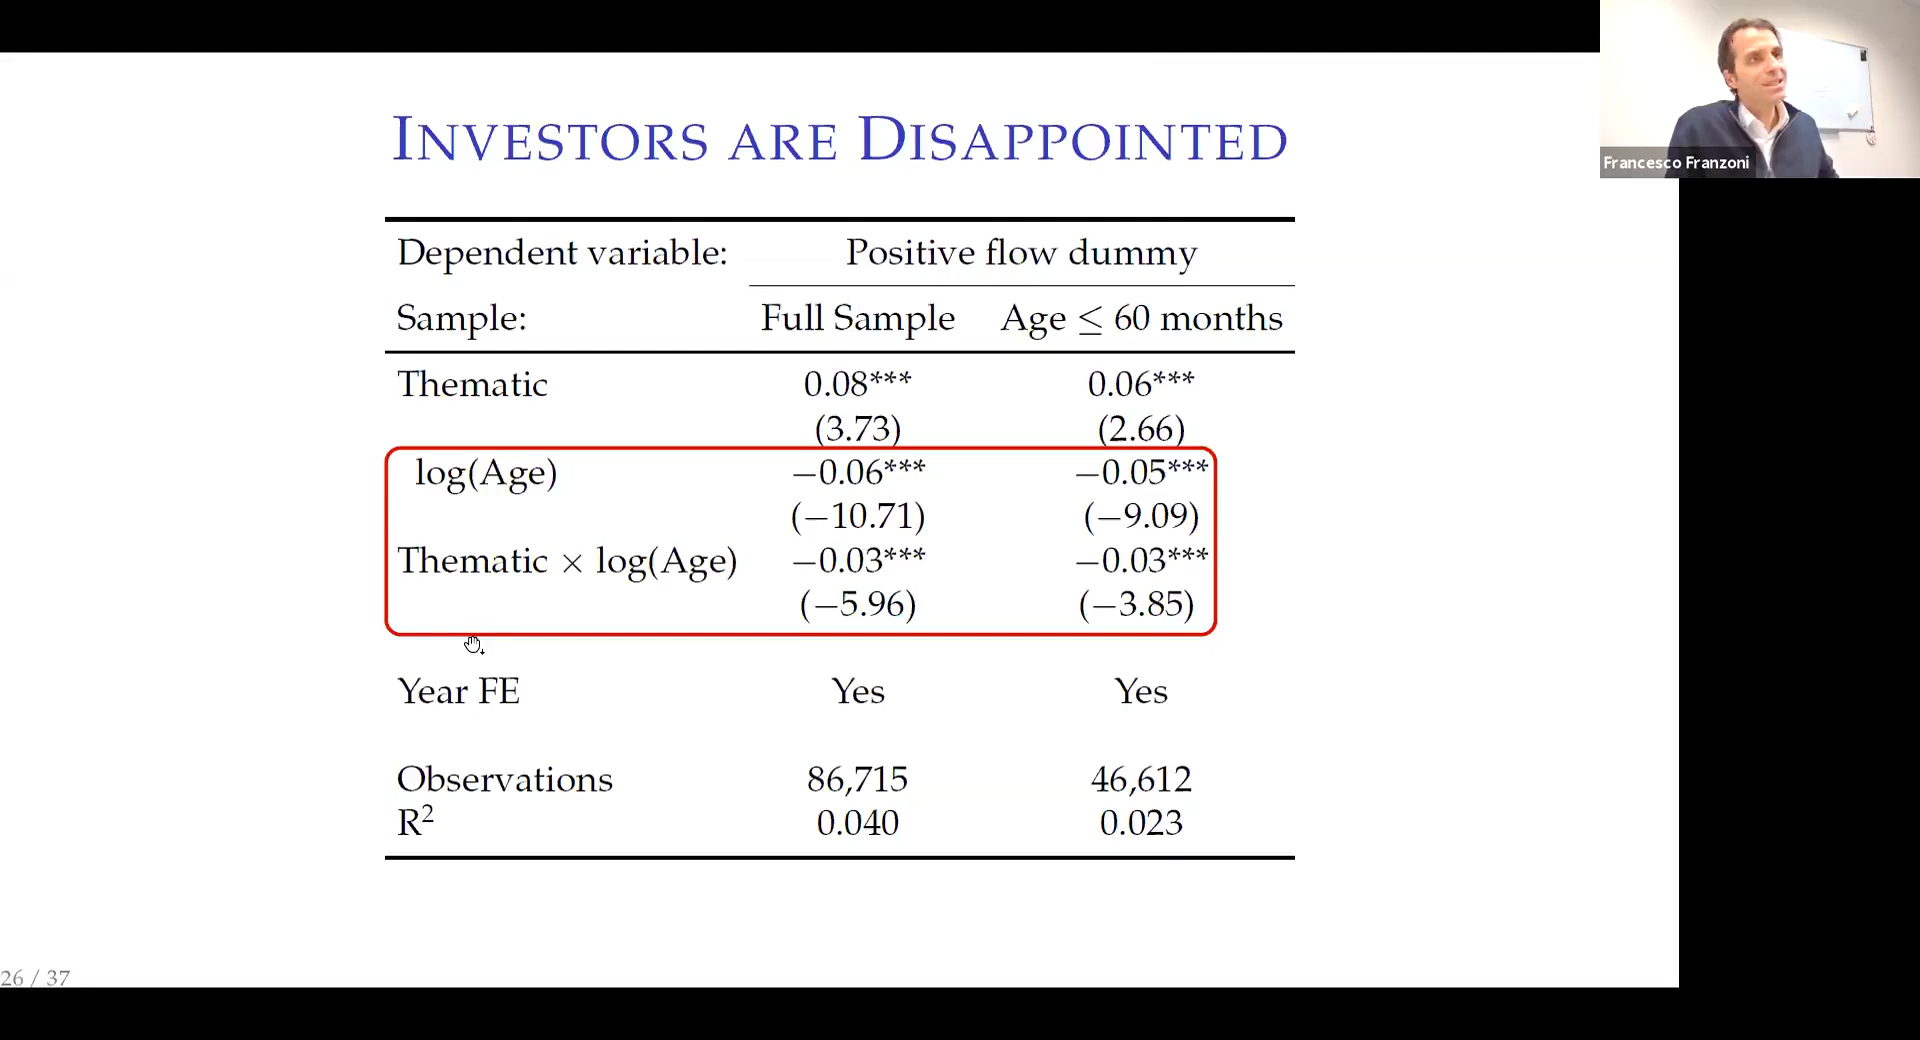 INVESTORS ARE DISAPPOINTED
Francesco Franzoni
Dependent variable: Positive flow dummy
Sample: Full Sample Age ≤ 60 months
Thematic 0.08*** 0.06***
(3.73) (2.66)
log(Age) −0.06*** −0.05***
(−10.71) (−9.09)
Thematic × log(Age) −0.03*** −0.03***
(−5.96) (−3.85)
Year FE Yes Yes
Observations 86,715 46,612
R² 0.040 0.023
26 / 37